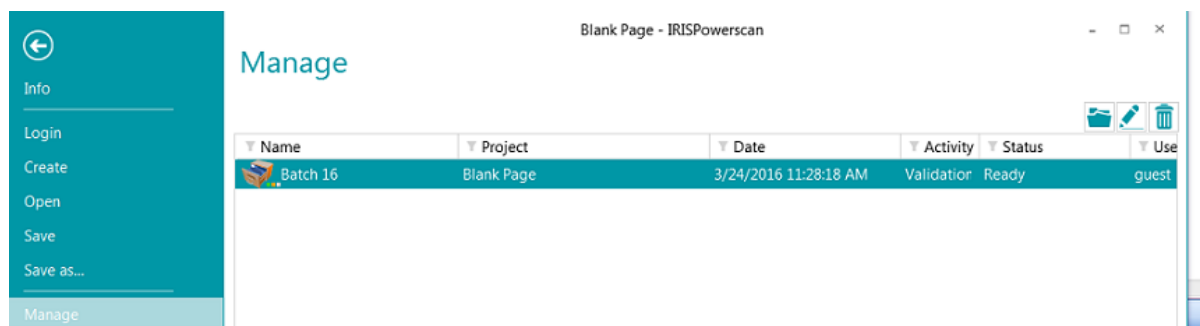 Blank Page - IRISPowerscan
Manage
Info
Login
Create
Open
Save
Save as...
Manage
Name Project Date Activity Status Use
Batch 16 Blank Page 3/24/2016 11:28:18 AM Validation Ready guest